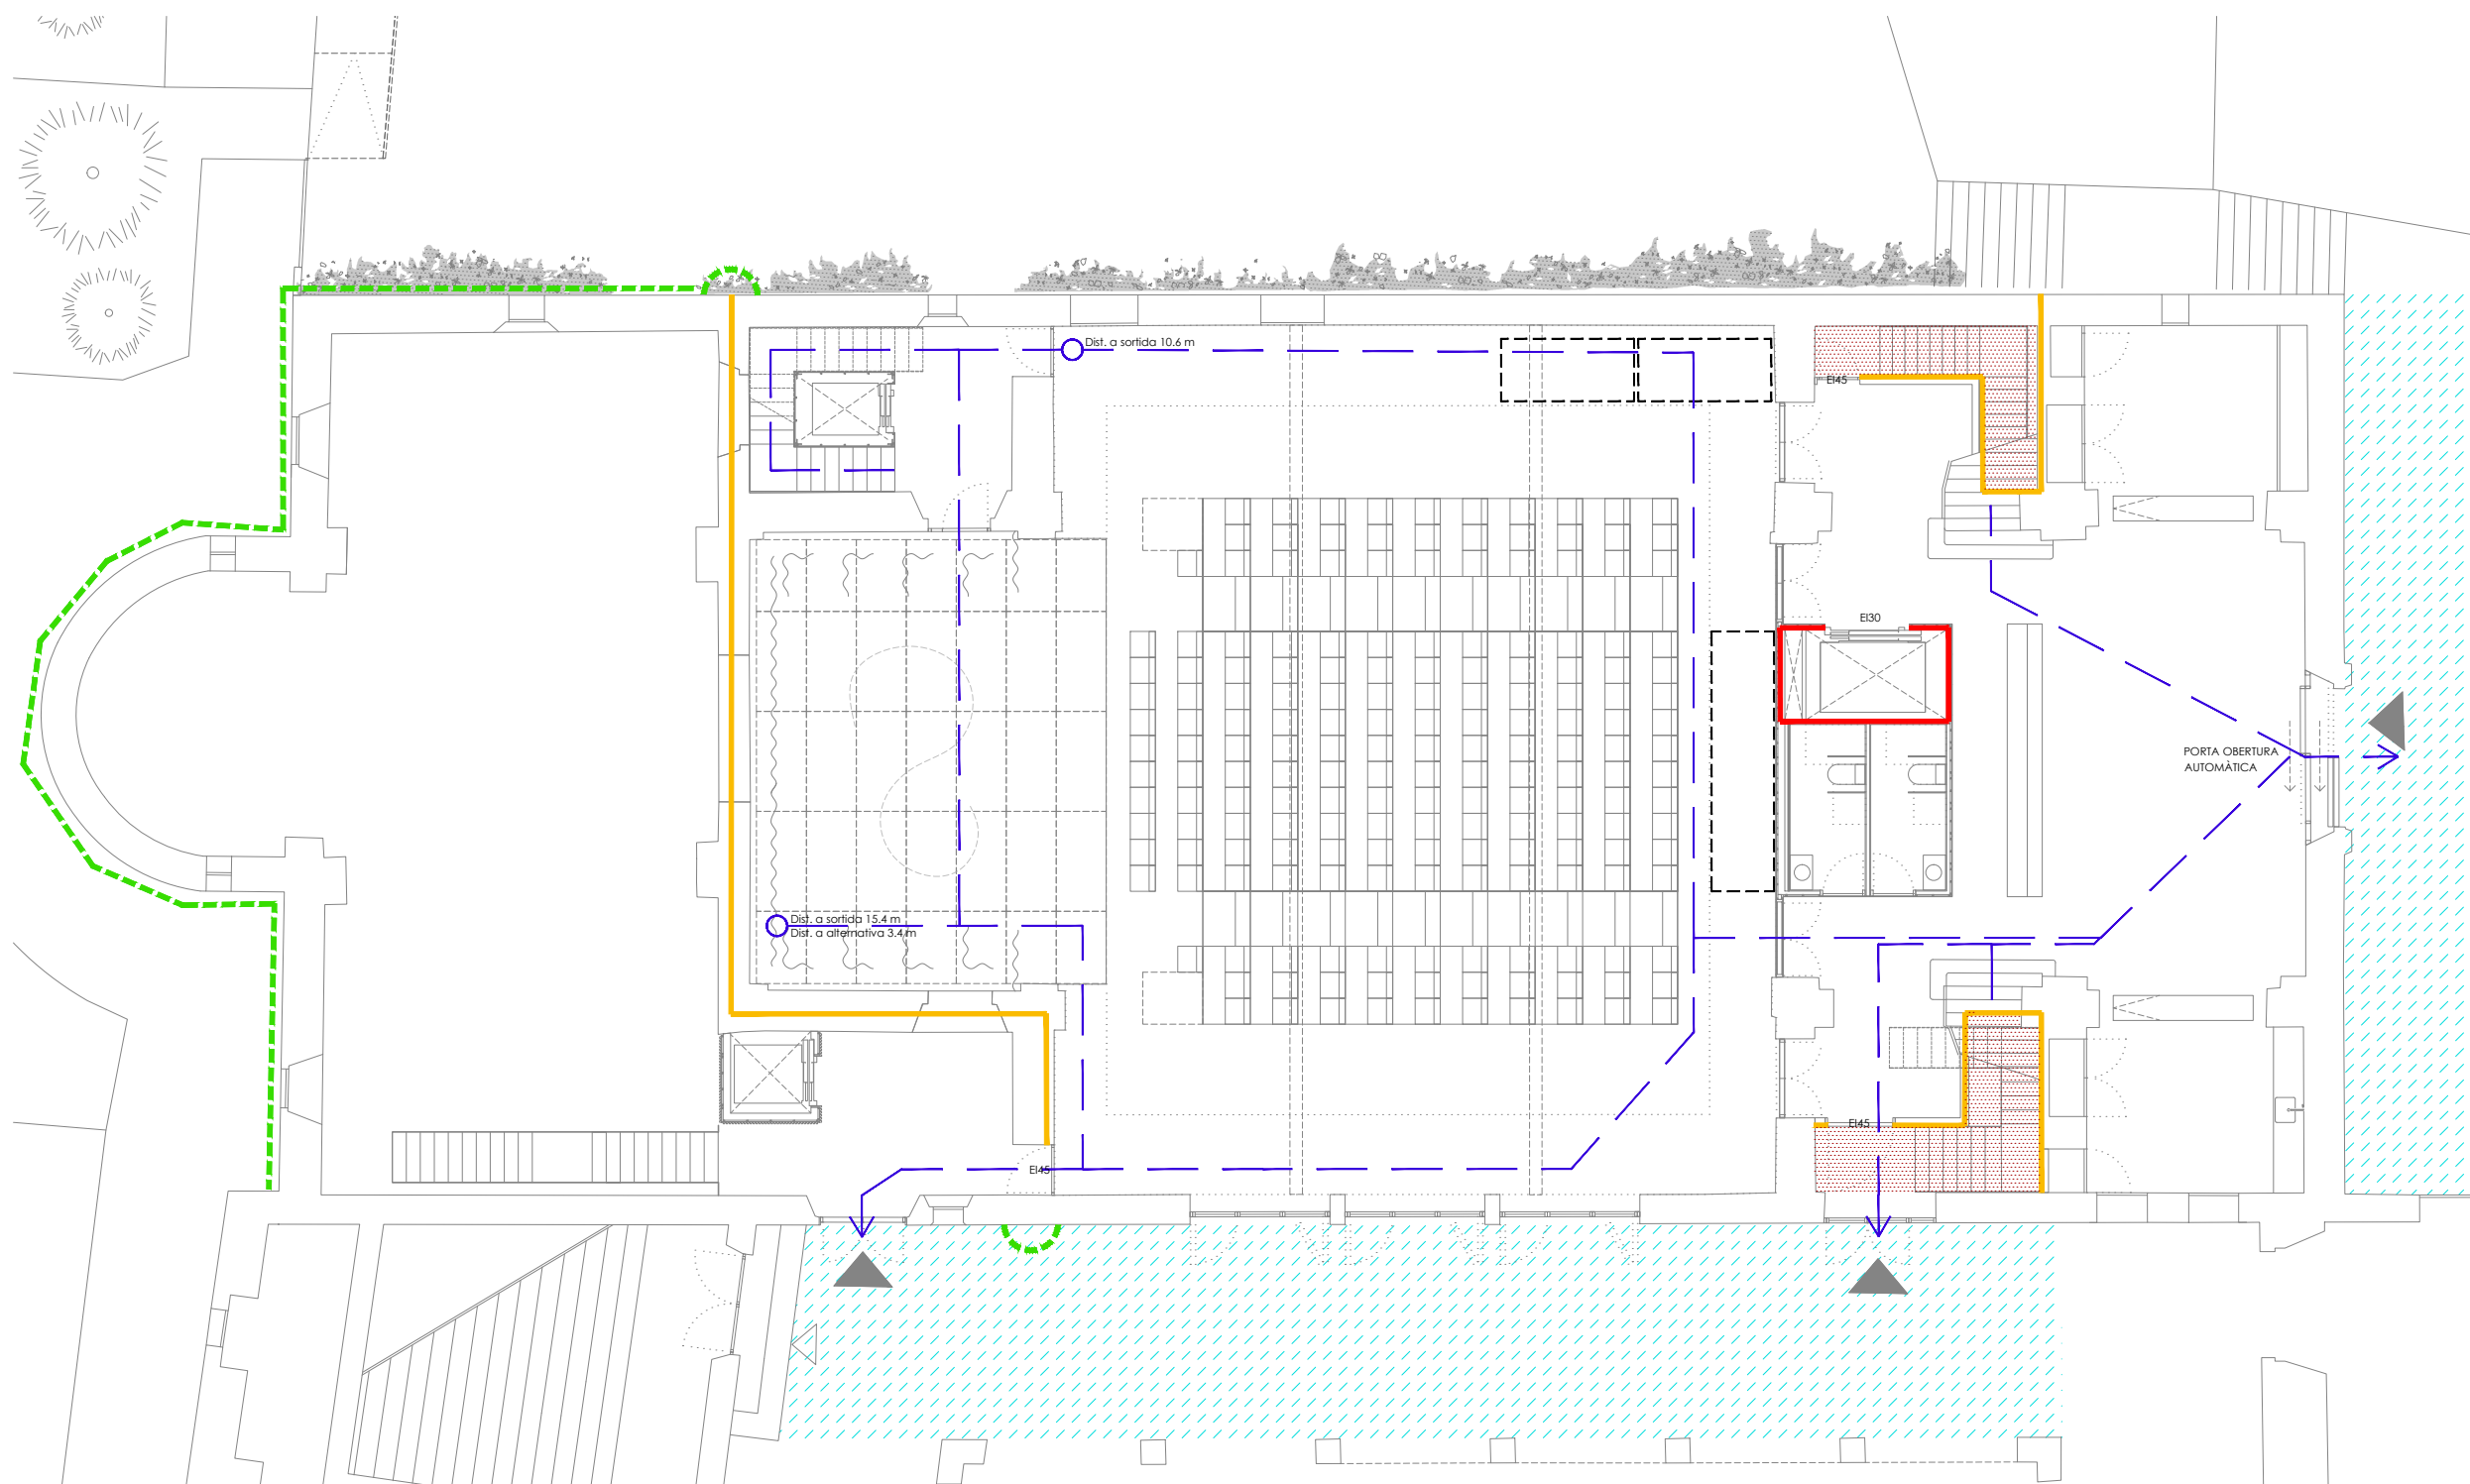 Dist. a sortida 10.6 m
EI45
EI30
PORTA OBERTURA
AUTOMÀTICA
Dist. a sortida 15.4 m
Dist. a alternativa 3.4 m
EI45
EI45